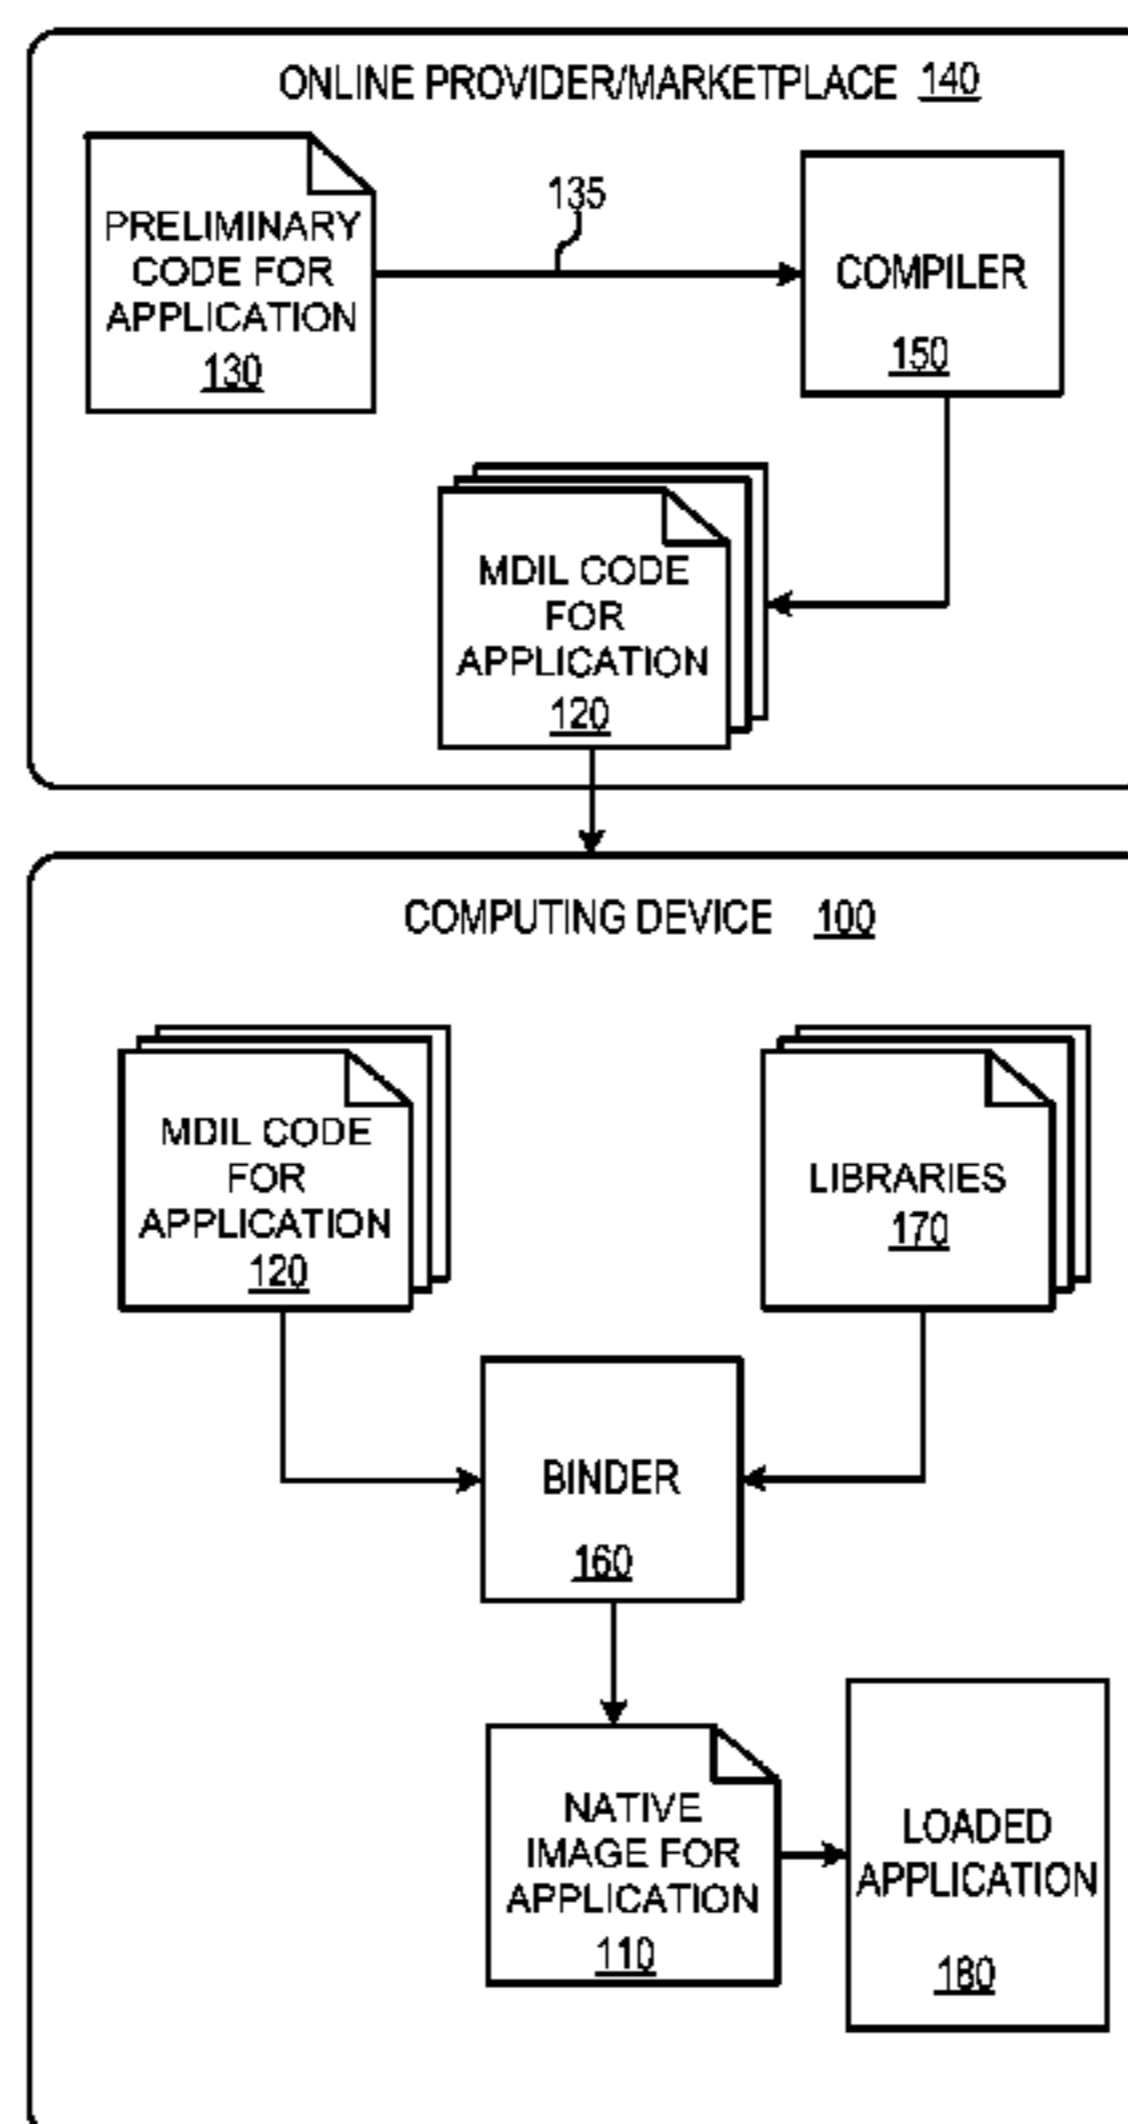 ONLINE PROVIDER/MARKETPLACE 140
PRELIMINARY
CODE FOR
APPLICATION
130
135
COMPILER
150
MDIL CODE
FOR
APPLICATION
120
COMPUTING DEVICE 100
MDIL CODE
FOR
APPLICATION
120
LIBRARIES
170
BINDER
160
NATIVE
IMAGE FOR
APPLICATION
110
LOADED
APPLICATION
180